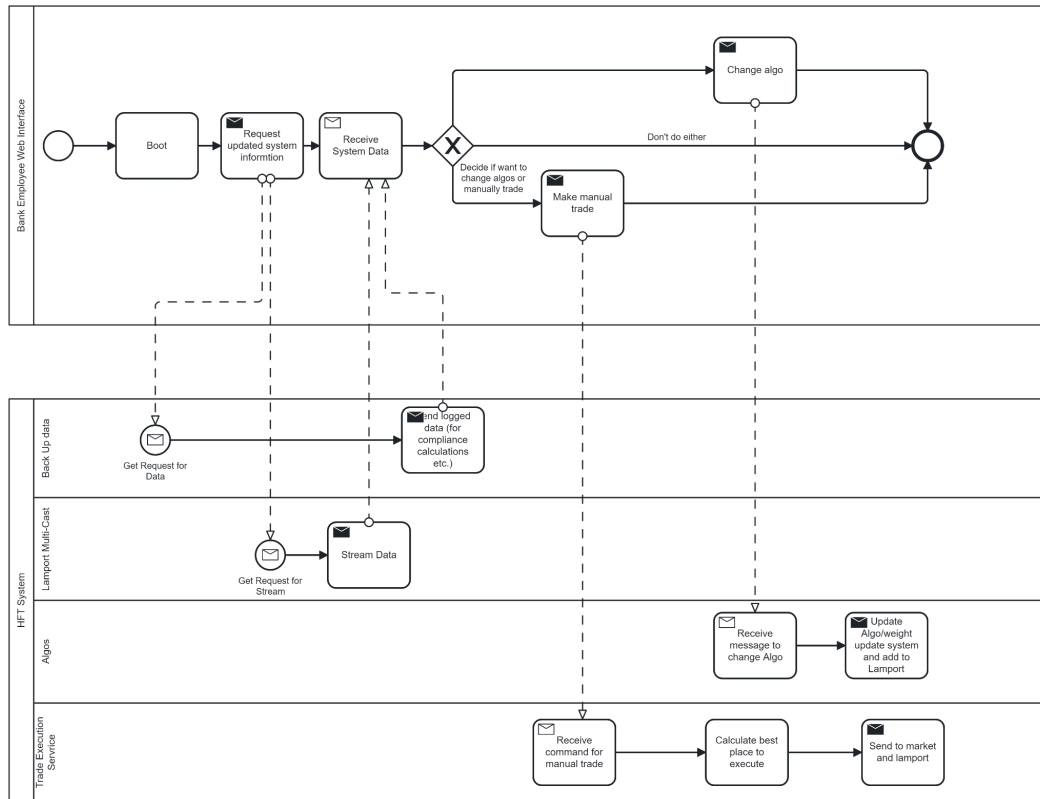 Bank Employee Web Interface
Boot
Request
updated system
informtion
Receive
System Data
Decide if want to
change algos or
manually trade
Change algo
Don't do either
Make manual
trade
HFT System
Back Up data
Get Request for
Data
end logged
data (for
compliance
calculations
etc.)
Lamport Multi-Cast
Get Request for
Stream
Stream Data
Algos
Receive
message to
change Algo
Update
Algo/weight
update system
and add to
Lamport
Trade Execution
Servrice
Receive
command for
manual trade
Calculate best
place to
execute
Send to market
and lamport